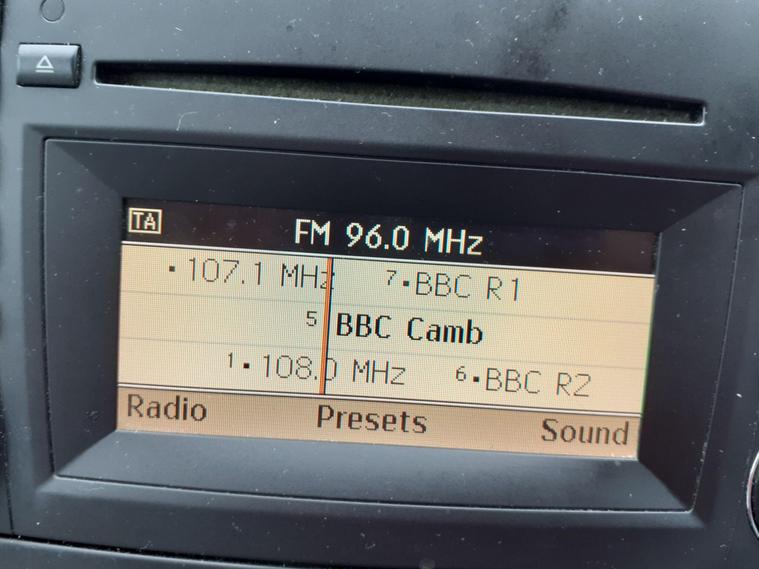 TA FM 96.0 MHz
107.1 MHz 7 BBC R1
5 BBC Camb
1 108.0 MHz 6 BBC R2
Radio Presets Sound